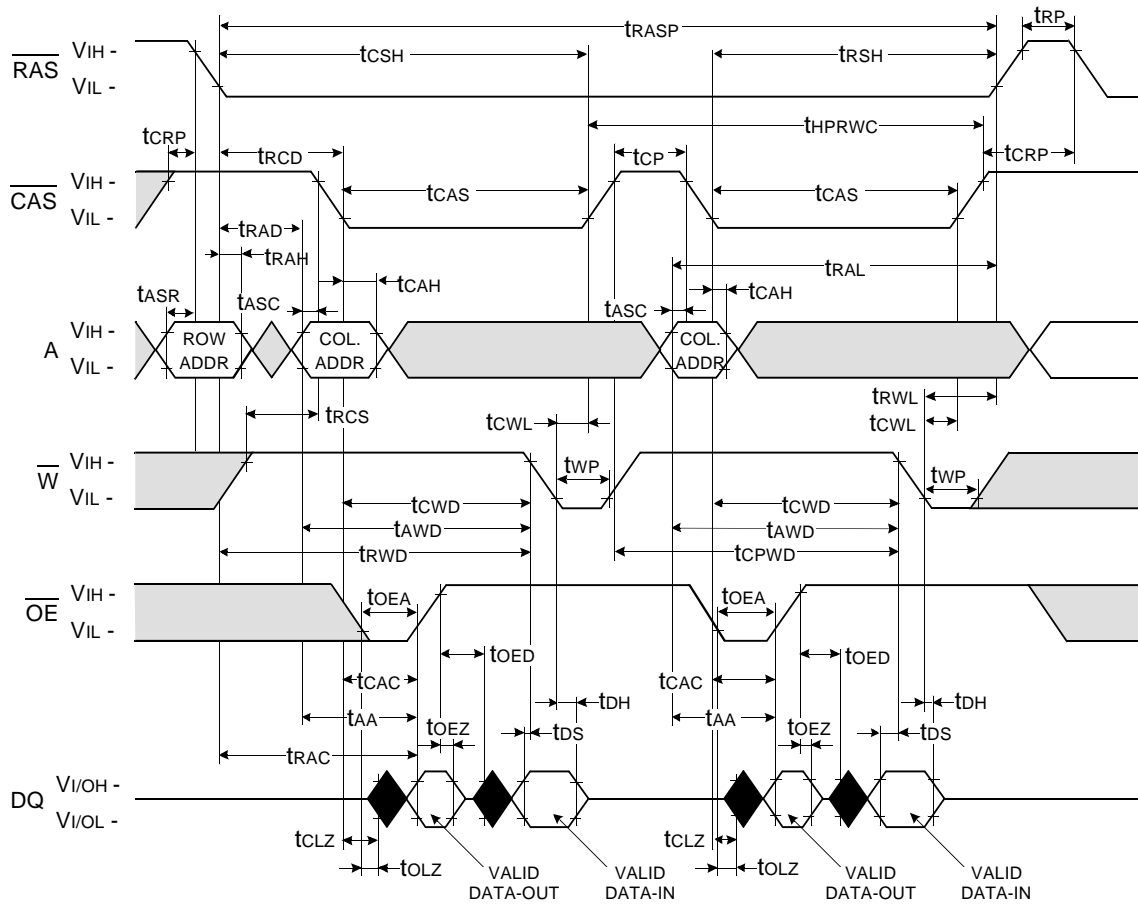 tRASP
tRP
tCSH
tRSH
RAS
VIH -
VIL -
tHPRWC
tCRP
tRCD
tCP
tCRP
CAS
VIH -
VIL -
tCAS
tCAS
tRAD
tRAH
tRAL
tCAH
tCAH
tASR
tASC
tASC
A
VIH -
VIL -
ROW
ADDR
COL.
ADDR
COL.
ADDR
tRWL
tRCS
tCWL
tCWL
W
VIH -
VIL -
tWP
tWP
tCWD
tCWD
tAWD
tAWD
tRWD
tCPWD
OE
VIH -
VIL -
tOEA
tOEA
tOED
tOED
tCAC
tCAC
tDH
tDH
tAA
tOEZ
tDS
tAA
tOEZ
tDS
tRAC
DQ
VI/OH -
VI/OL -
tCLZ
tCLZ
tOLZ
tOLZ
VALID
DATA-OUT
VALID
DATA-IN
VALID
DATA-OUT
VALID
DATA-IN